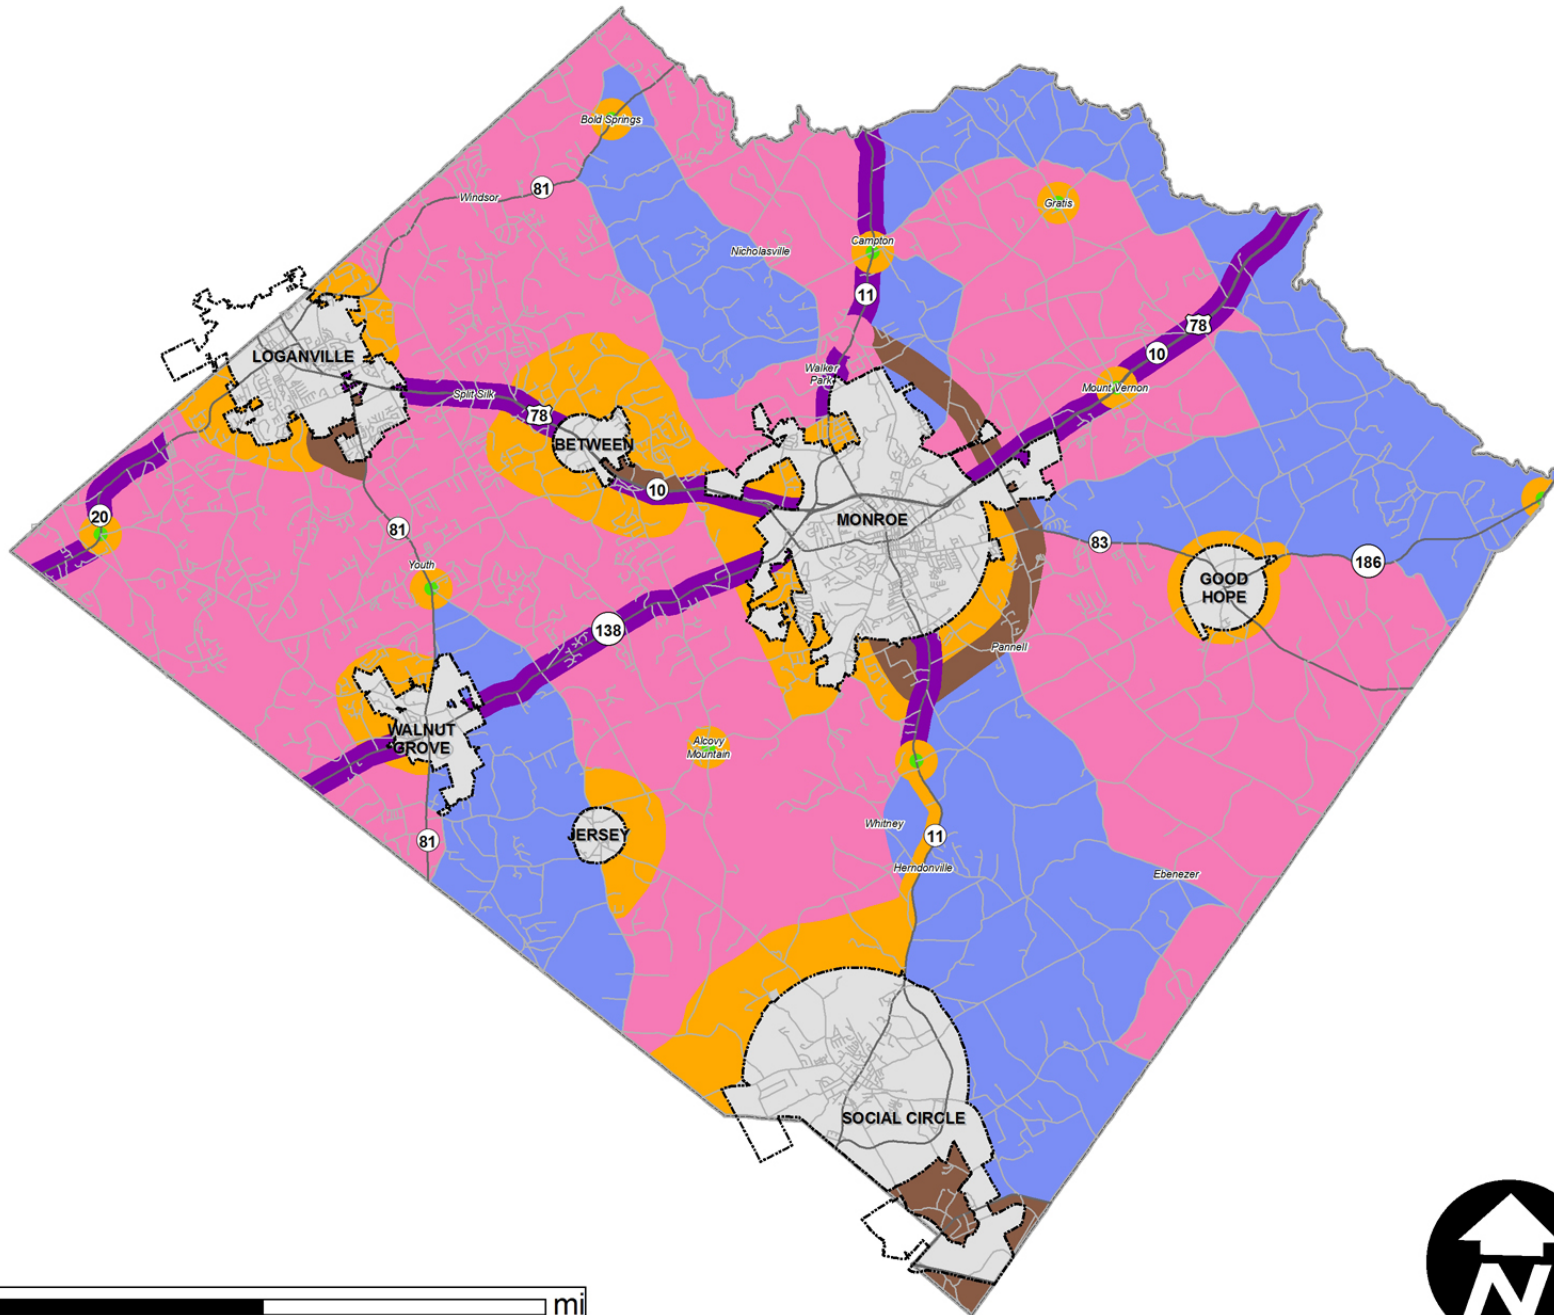 Bold Springs
81
Windsor
Gratis
Campton
Nicholasville
11
78
10
LOGANVILLE
Walker
Park
Mount Vernon
Split Silk
78
BETWEEN
10
20
81
MONROE
83
186
Youth
GOOD
HOPE
138
Pannell
WALNUT
GROVE
Alcovy
Mountain
JERSEY
81
Whitney
11
Herndonville
Ebenezer
SOCIAL CIRCLE
N
mi